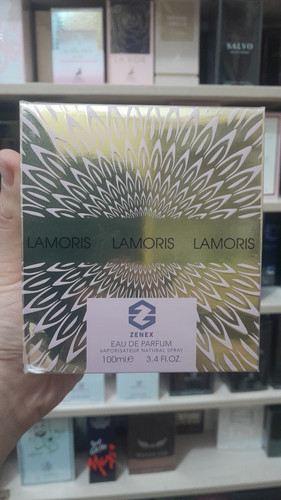 SALVO
LAMORIS LAMORIS LAMORIS
ZENEX
EAU DE PARFUM
VAPORISATEUR NATURAL SPRAY
100ml.e 3.4 Fl.OZ.